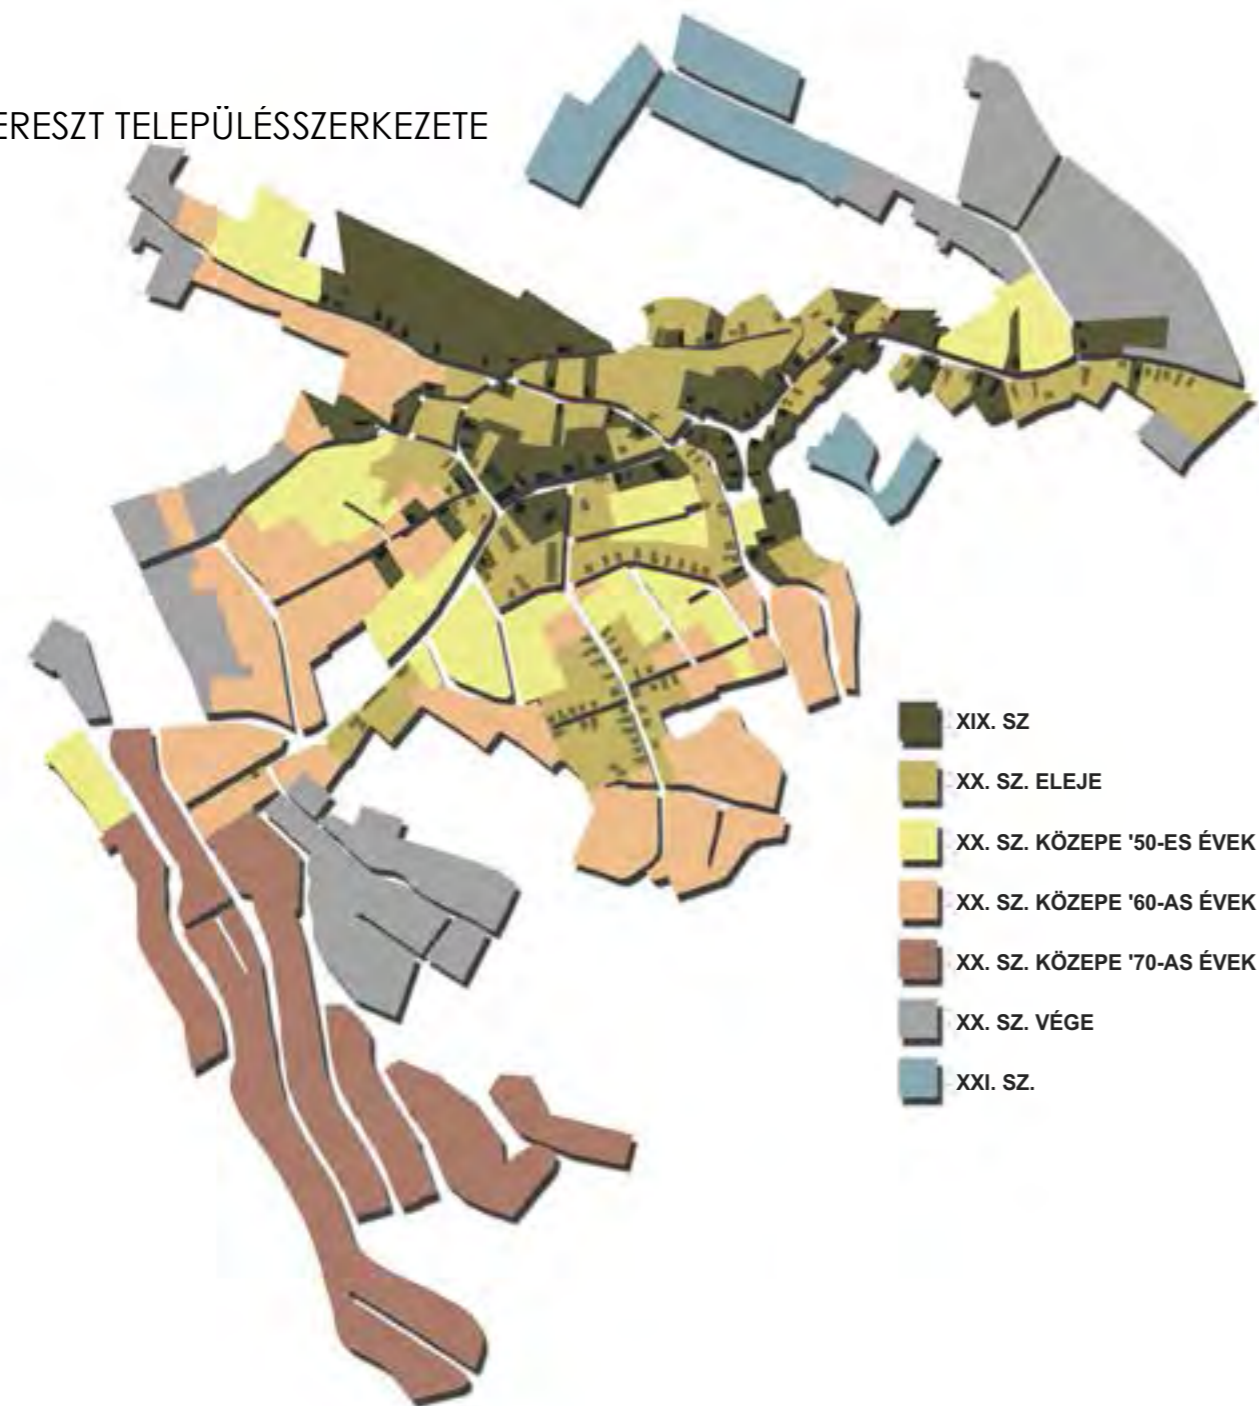 ERESZT TELEPÜLÉSSZERKEZETE
XIX. SZ
XX. SZ. ELEJE
XX. SZ. KÖZEPE '50-ES ÉVEK
XX. SZ. KÖZEPE '60-AS ÉVEK
XX. SZ. KÖZEPE '70-AS ÉVEK
XX. SZ. VÉGE
XXI. SZ.